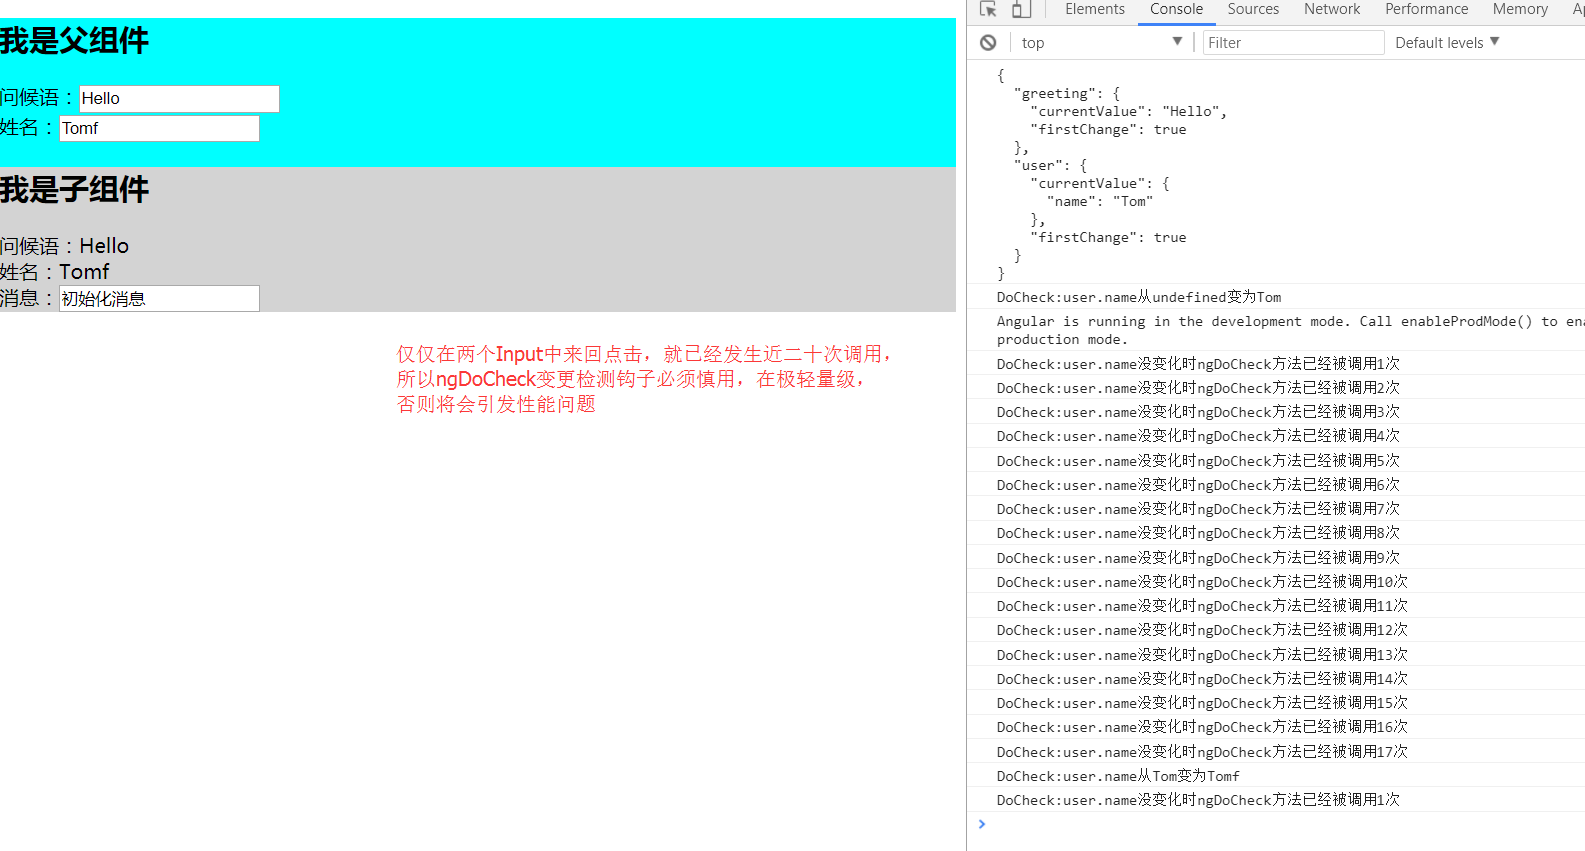 我是父组件
问候语：Hello
姓名：Tomf
我是子组件
问候语：Hello
姓名：Tomf
消息：初始化消息
仅仅在两个Input中来回点击，就已经发生近二十次调用，
所以ngDoCheck变更检测钩子必须慎用，在极轻量级，
否则将会引发性能问题
Elements Console Sources Network Performance Memory Ap
top Filter Default levels
{
"greeting": {
"currentValue": "Hello",
"firstChange": true
},
"user": {
"currentValue": {
"name": "Tom"
},
"firstChange": true
}
}
DoCheck:user.name从undefined变为Tom
Angular is running in the development mode. Call enableProdMode() to ena
production mode.
DoCheck:user.name没变化时ngDoCheck方法已经被调用1次
DoCheck:user.name没变化时ngDoCheck方法已经被调用2次
DoCheck:user.name没变化时ngDoCheck方法已经被调用3次
DoCheck:user.name没变化时ngDoCheck方法已经被调用4次
DoCheck:user.name没变化时ngDoCheck方法已经被调用5次
DoCheck:user.name没变化时ngDoCheck方法已经被调用6次
DoCheck:user.name没变化时ngDoCheck方法已经被调用7次
DoCheck:user.name没变化时ngDoCheck方法已经被调用8次
DoCheck:user.name没变化时ngDoCheck方法已经被调用9次
DoCheck:user.name没变化时ngDoCheck方法已经被调用10次
DoCheck:user.name没变化时ngDoCheck方法已经被调用11次
DoCheck:user.name没变化时ngDoCheck方法已经被调用12次
DoCheck:user.name没变化时ngDoCheck方法已经被调用13次
DoCheck:user.name没变化时ngDoCheck方法已经被调用14次
DoCheck:user.name没变化时ngDoCheck方法已经被调用15次
DoCheck:user.name没变化时ngDoCheck方法已经被调用16次
DoCheck:user.name没变化时ngDoCheck方法已经被调用17次
DoCheck:user.name从Tom变为Tomf
DoCheck:user.name没变化时ngDoCheck方法已经被调用1次